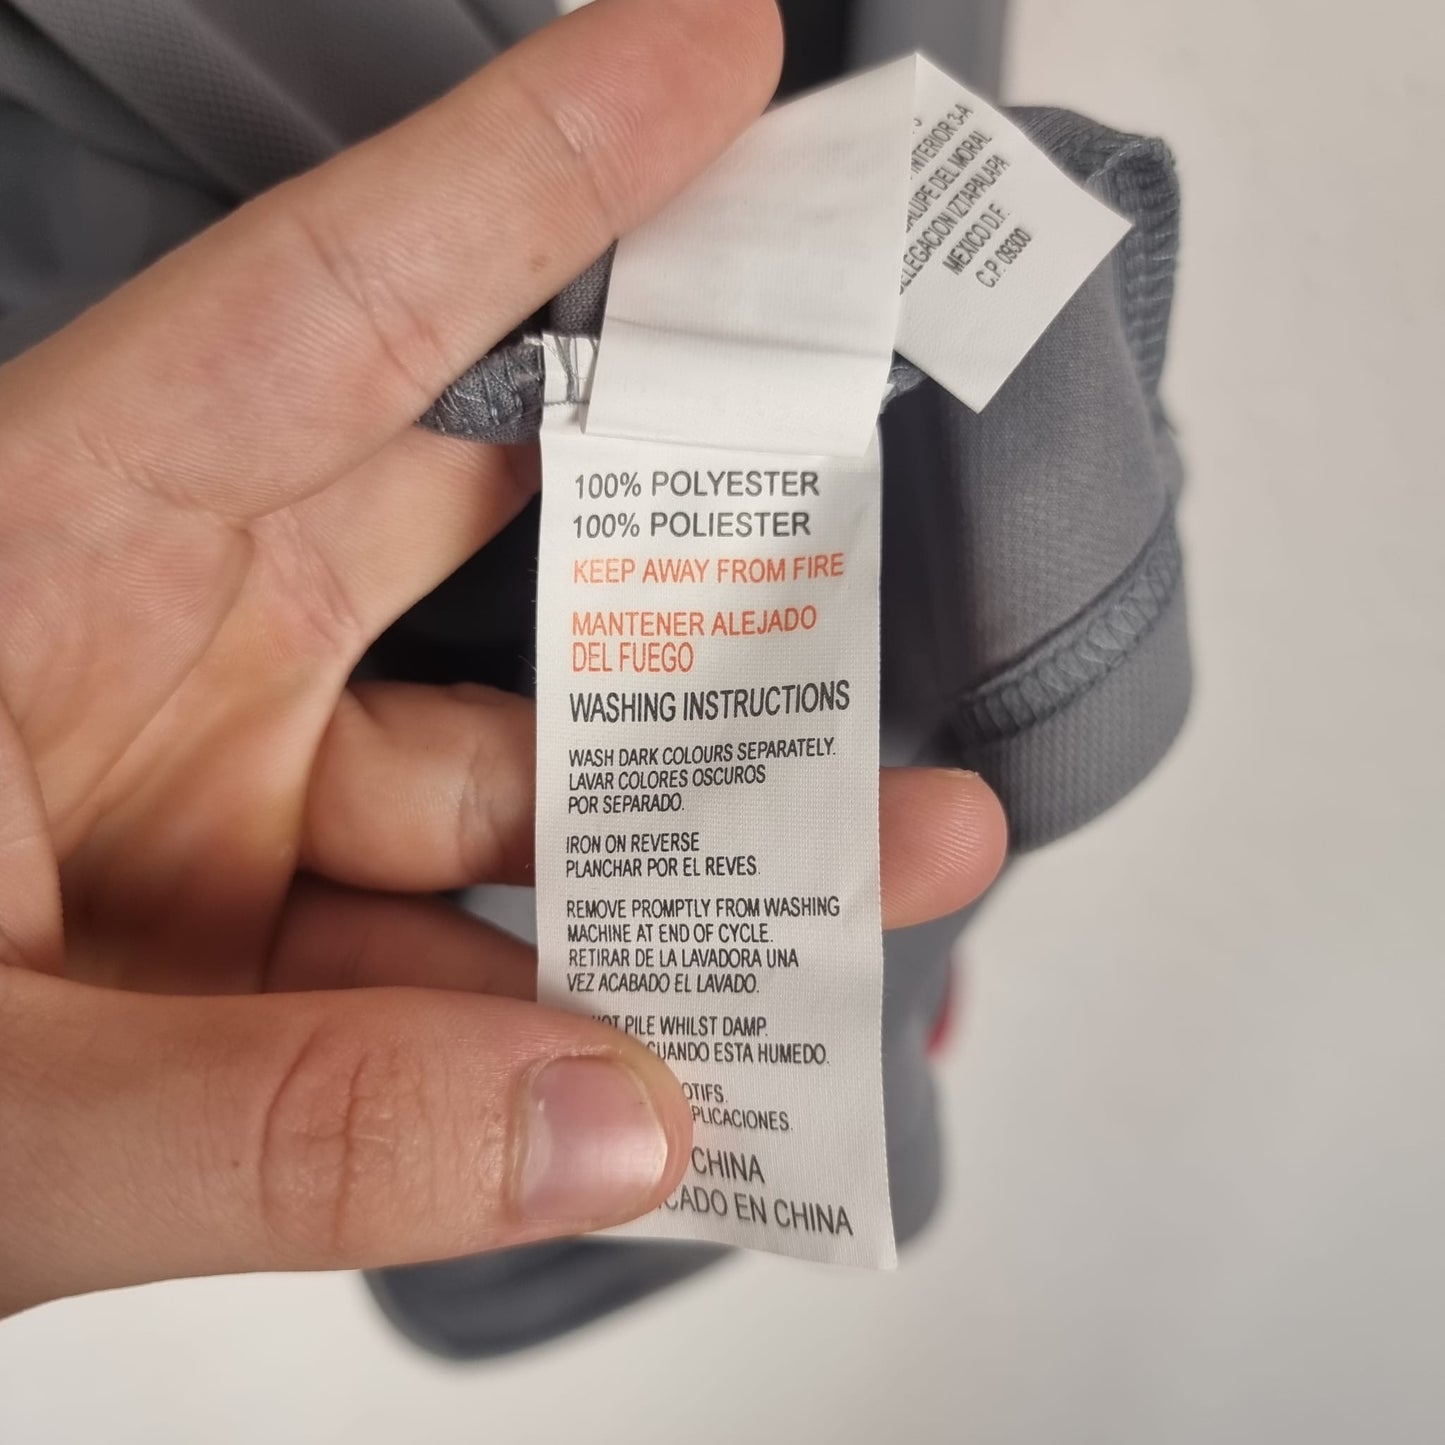 INTERIOR 3-A
DEL MORAL
IZTAPALAPA
MEXICO D.F.
C.P. 09300
100% POLYESTER
100% POLIESTER
KEEP AWAY FROM FIRE
MANTENER ALEJADO
DEL FUEGO
WASHING INSTRUCTIONS
WASH DARK COLOURS SEPARATELY.
LAVAR COLORES OSCUROS
POR SEPARADO.
IRON ON REVERSE
PLANCHAR POR EL REVES.
REMOVE PROMPTLY FROM WASHING
MACHINE AT END OF CYCLE.
RETIRAR DE LA LAVADORA UNA
VEZ ACABADO EL LAVADO.
PILE WHILST DAMP.
CUANDO ESTA HUMEDO.
CHINA
EN CHINA